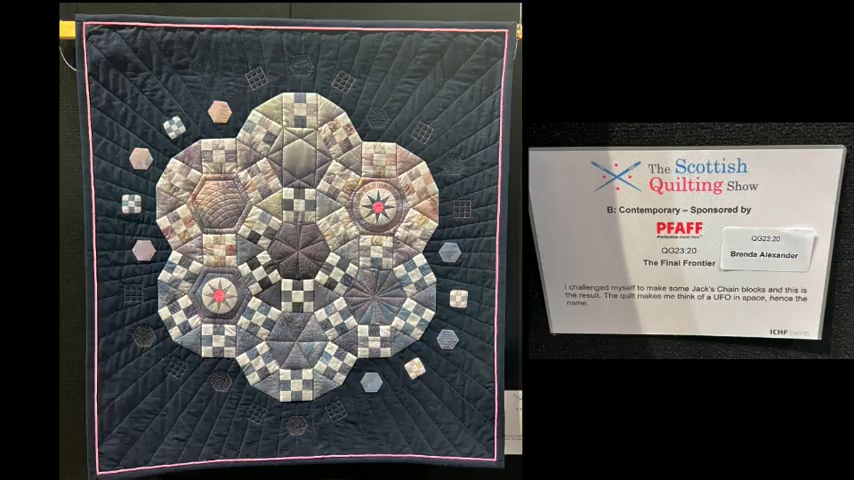 The Scottish
Quilting Show
B: Contemporary – Sponsored by
PFAFF
QG23:20
The Final Frontier
QG23:20
Brenda Alexander
I challenged myself to make some Jack's Chain blocks and this is
the result. The quilt makes me think of a UFO in space, hence the
name.
ICHF